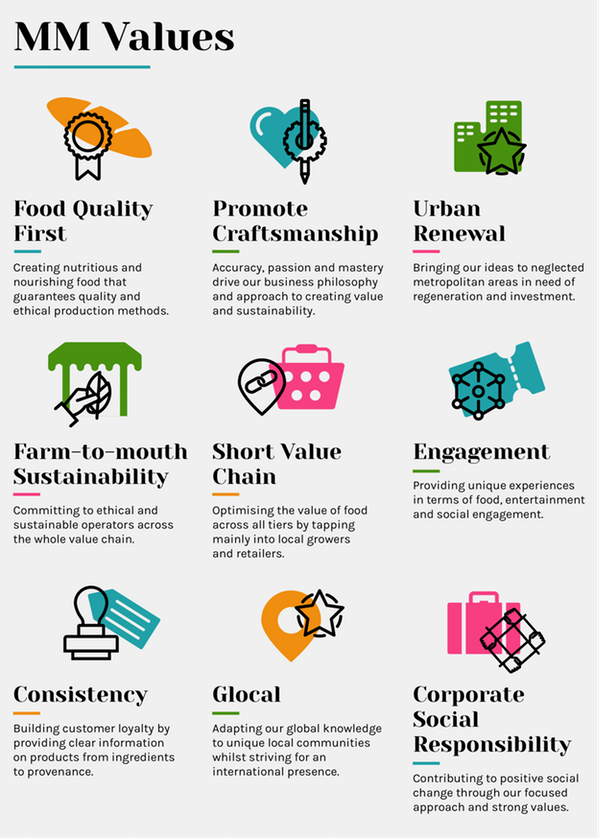 MM Values
Food Quality
First
Creating nutritious and
nourishing food that
guarantees quality and
ethical production methods.
Promote
Craftsmanship
Accuracy, passion and mastery
drive our business philosophy
and approach to creating value
and sustainability.
Urban
Renewal
Bringing our ideas to neglected
metropolitan areas in need of
regeneration and investment.
Farm-to-mouth
Sustainability
Committing to ethical and
sustainable operators across
the whole value chain.
Short Value
Chain
Optimising the value of food
across all tiers by tapping
mainly into local growers
and retailers.
Engagement
Providing unique experiences
in terms of food, entertainment
and social engagement.
Consistency
Building customer loyalty by
providing clear information
on products from ingredients
to provenance.
Glocal
Adapting our global knowledge
to unique local communities
whilst striving for an
international presence.
Corporate
Social
Responsibility
Contributing to positive social
change through our focused
approach and strong values.